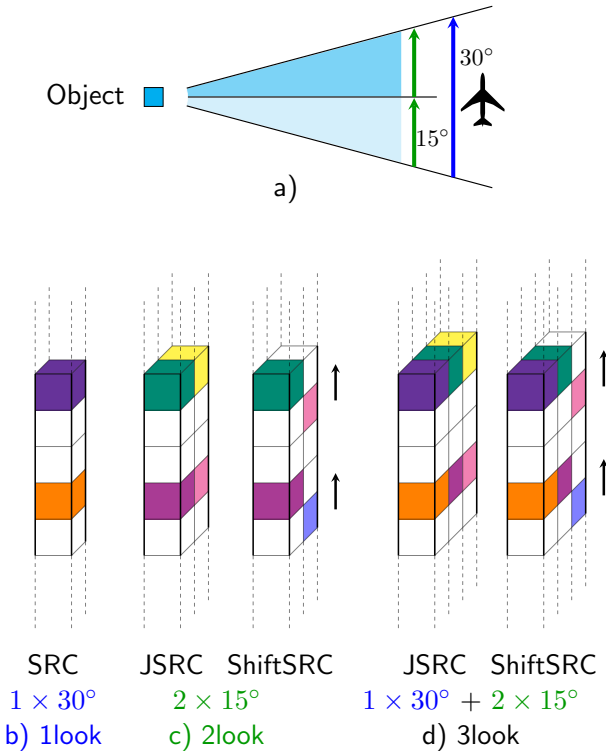 30°
Object
15°
a)
SRC JSRC ShiftSRC JSRC ShiftSRC
1 × 30° 2 × 15° 1 × 30° + 2 × 15°
b) 1look c) 2look d) 3look